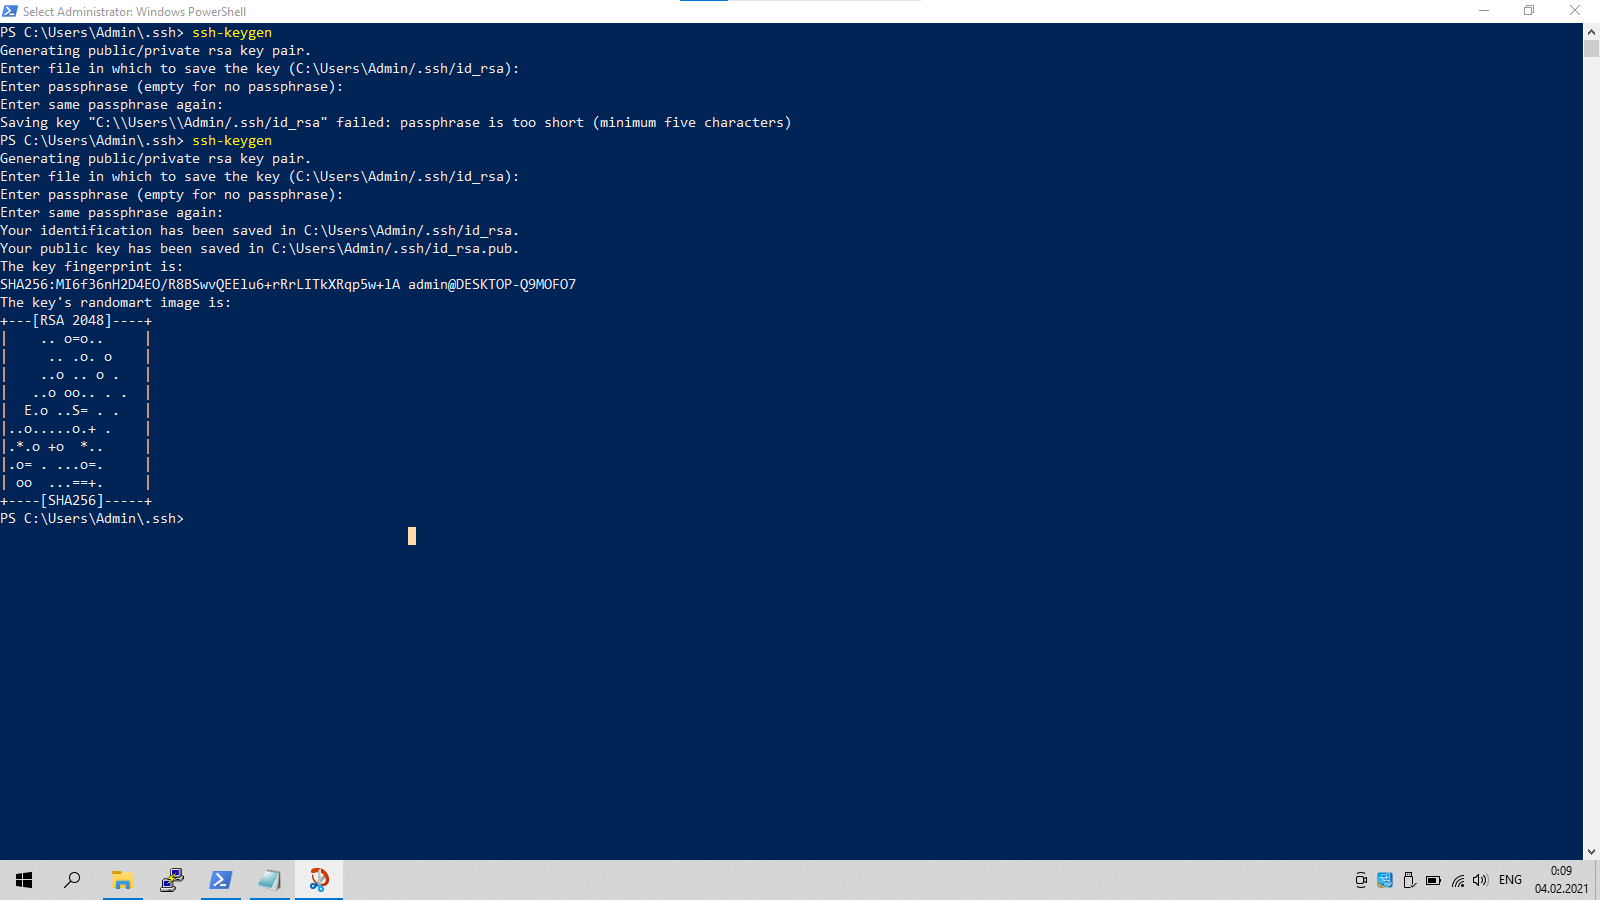 Select Administrator: Windows PowerShell
PS C:\Users\Admin\.ssh> ssh-keygen
Generating public/private rsa key pair.
Enter file in which to save the key (C:\Users\Admin/.ssh/id_rsa):
Enter passphrase (empty for no passphrase):
Enter same passphrase again:
Saving key "C:\\Users\\Admin/.ssh/id_rsa" failed: passphrase is too short (minimum five characters)
PS C:\Users\Admin\.ssh> ssh-keygen
Generating public/private rsa key pair.
Enter file in which to save the key (C:\Users\Admin/.ssh/id_rsa):
Enter passphrase (empty for no passphrase):
Enter same passphrase again:
Your identification has been saved in C:\Users\Admin/.ssh/id_rsa.
Your public key has been saved in C:\Users\Admin/.ssh/id_rsa.pub.
The key fingerprint is:
SHA256:MI6f36nH2D4EO/R8BSwvQEElu6+rRrLITkXRqp5w+lA admin@DESKTOP-Q9MOFO7
The key's randomart image is:
+---[RSA 2048]----+
|    .. o=o..     |
|     .. .o. o    |
|    ..o .. o .   |
|   ..o oo.. . .  |
|  E.o ..S= . .   |
|..o.....o.+ .    |
|.*.o +o  *..     |
|.o= . ...o=.     |
| oo  ...==+.     |
+----[SHA256]-----+
PS C:\Users\Admin\.ssh>
ENG
0:09
04.02.2021